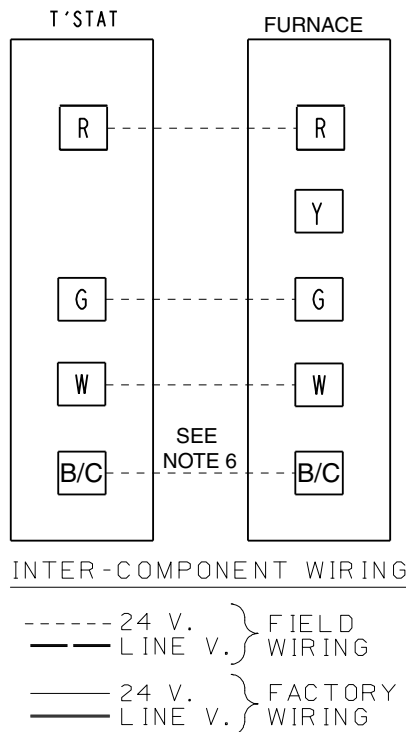 T'STAT FURNACE
R R
Y
G G
W W
SEE
NOTE 6
B/C B/C
INTER-COMPONENT WIRING
24 V.
LINE V.
FIELD
WIRING
24 V.
LINE V.
FACTORY
WIRING